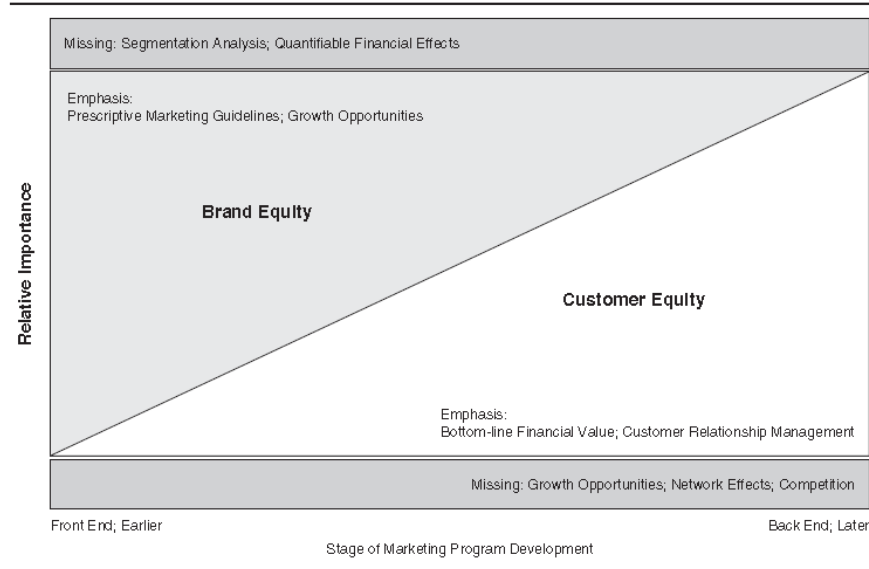 Missing: Segmentation Analysis; Quantifiable Financial Effects
Emphasis:
Prescriptive Marketing Guidelines; Growth Opportunities
Brand Equity
Relative Importance
Customer Equity
Emphasis:
Bottom-line Financial Value; Customer Relationship Management
Missing: Growth Opportunities; Network Effects; Competition
Front End; Earlier
Back End; Later
Stage of Marketing Program Development